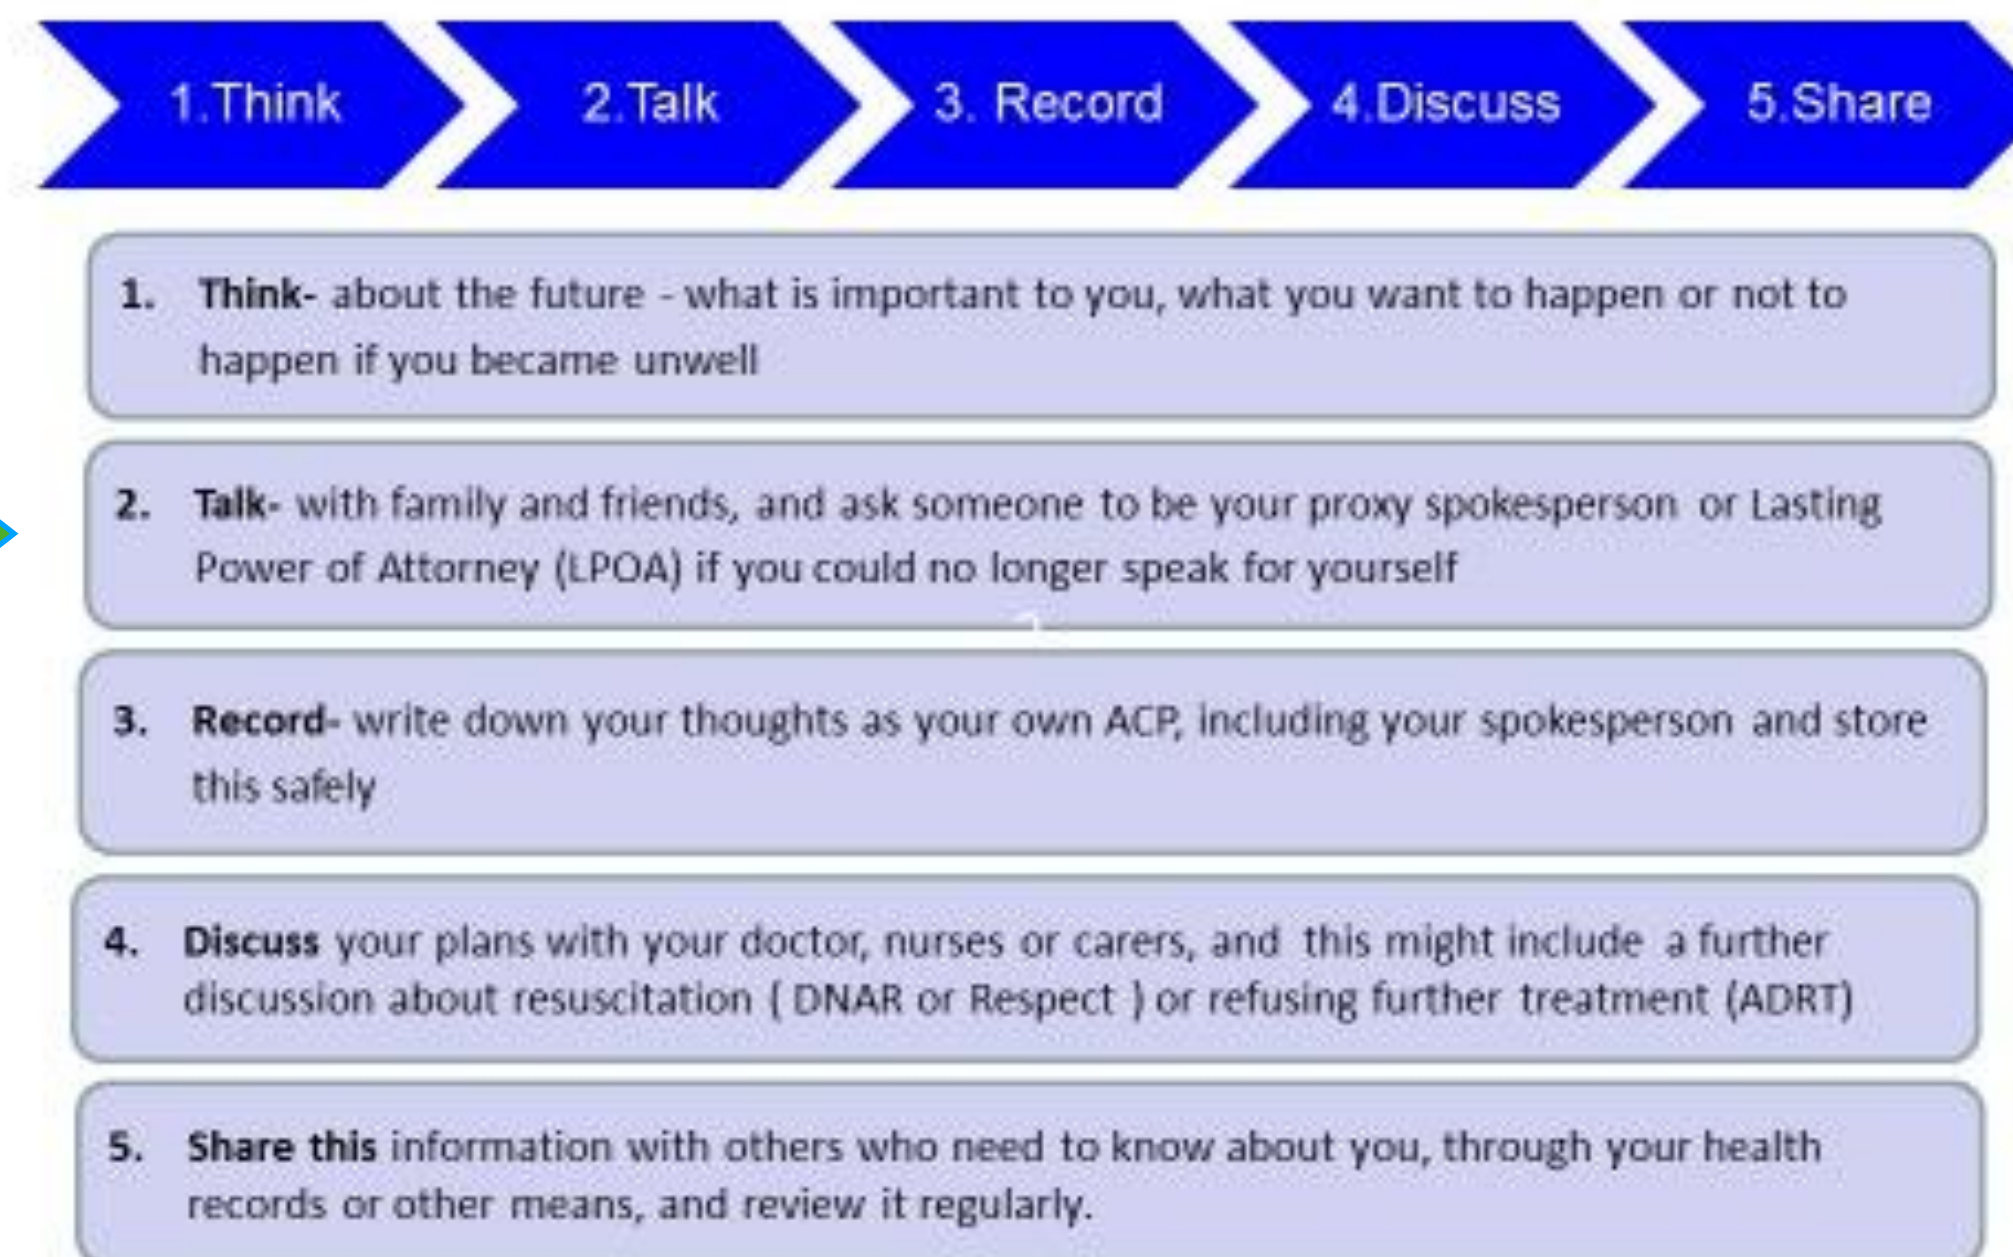 1.Think
2.Talk
3. Record
4.Discuss
5.Share
1. Think- about the future - what is important to you, what you want to happen or not to
happen if you became unwell
2. Talk- with family and friends, and ask someone to be your proxy spokesperson or Lasting
Power of Attorney (LPOA) if you could no longer speak for yourself
3. Record- write down your thoughts as your own ACP, including your spokesperson and store
this safely
4. Discuss your plans with your doctor, nurses or carers, and this might include a further
discussion about resuscitation ( DNAR or Respect ) or refusing further treatment (ADRT)
5. Share this information with others who need to know about you, through your health
records or other means, and review it regularly.